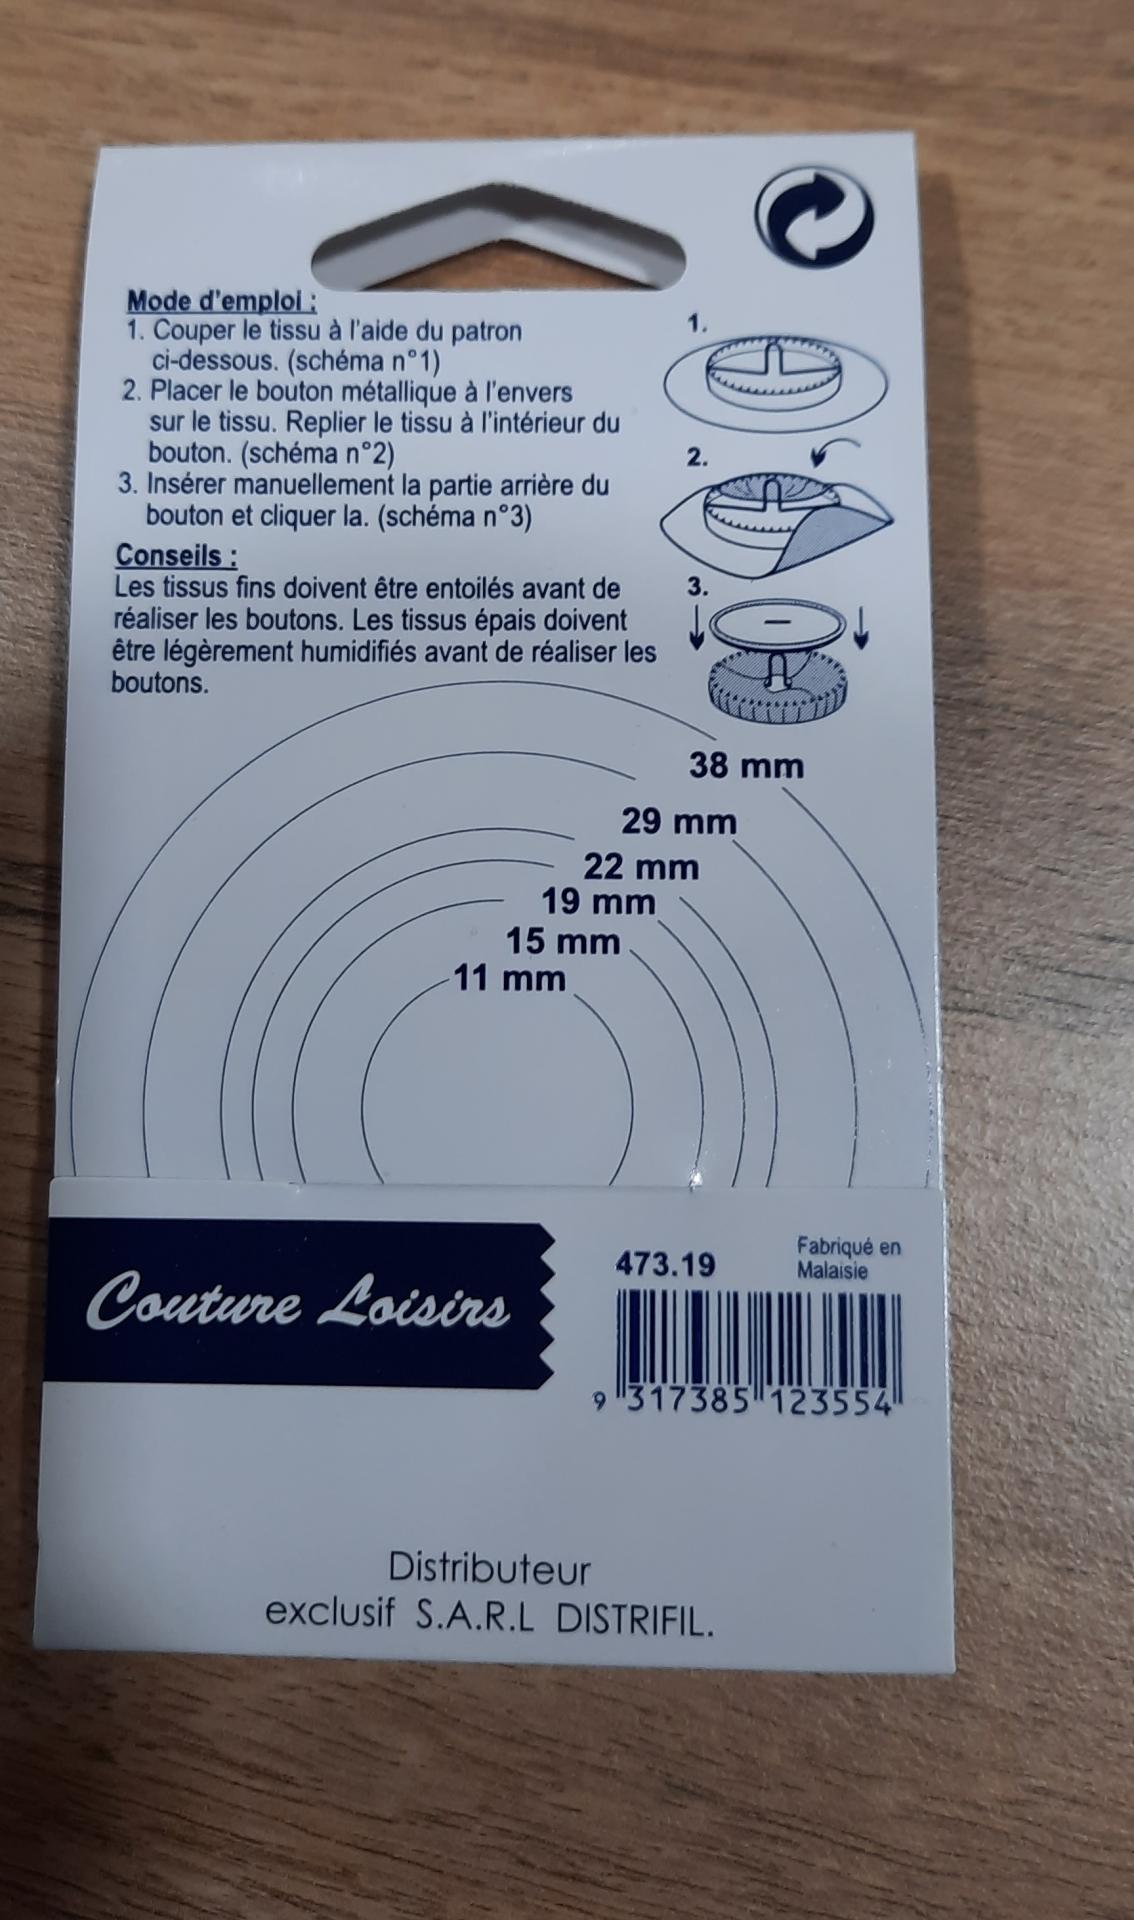 Mode d'emploi :
1. Couper le tissu à l'aide du patron
ci-dessous. (schéma n°1)
2. Placer le bouton métallique à l'envers
sur le tissu. Replier le tissu à l'intérieur du
bouton. (schéma n°2)
3. Insérer manuellement la partie arrière du
bouton et cliquer la. (schéma n°3)
Conseils :
Les tissus fins doivent être entoilés avant de
réaliser les boutons. Les tissus épais doivent
être légèrement humidifiés avant de réaliser les
boutons.
1.
2.
3.
38 mm
29 mm
22 mm
19 mm
15 mm
11 mm
Couture Loisirs
473.19
Fabriqué en
Malaisie
9 317385 123554
Distributeur
exclusif S.A.R.L DISTRIFIL.